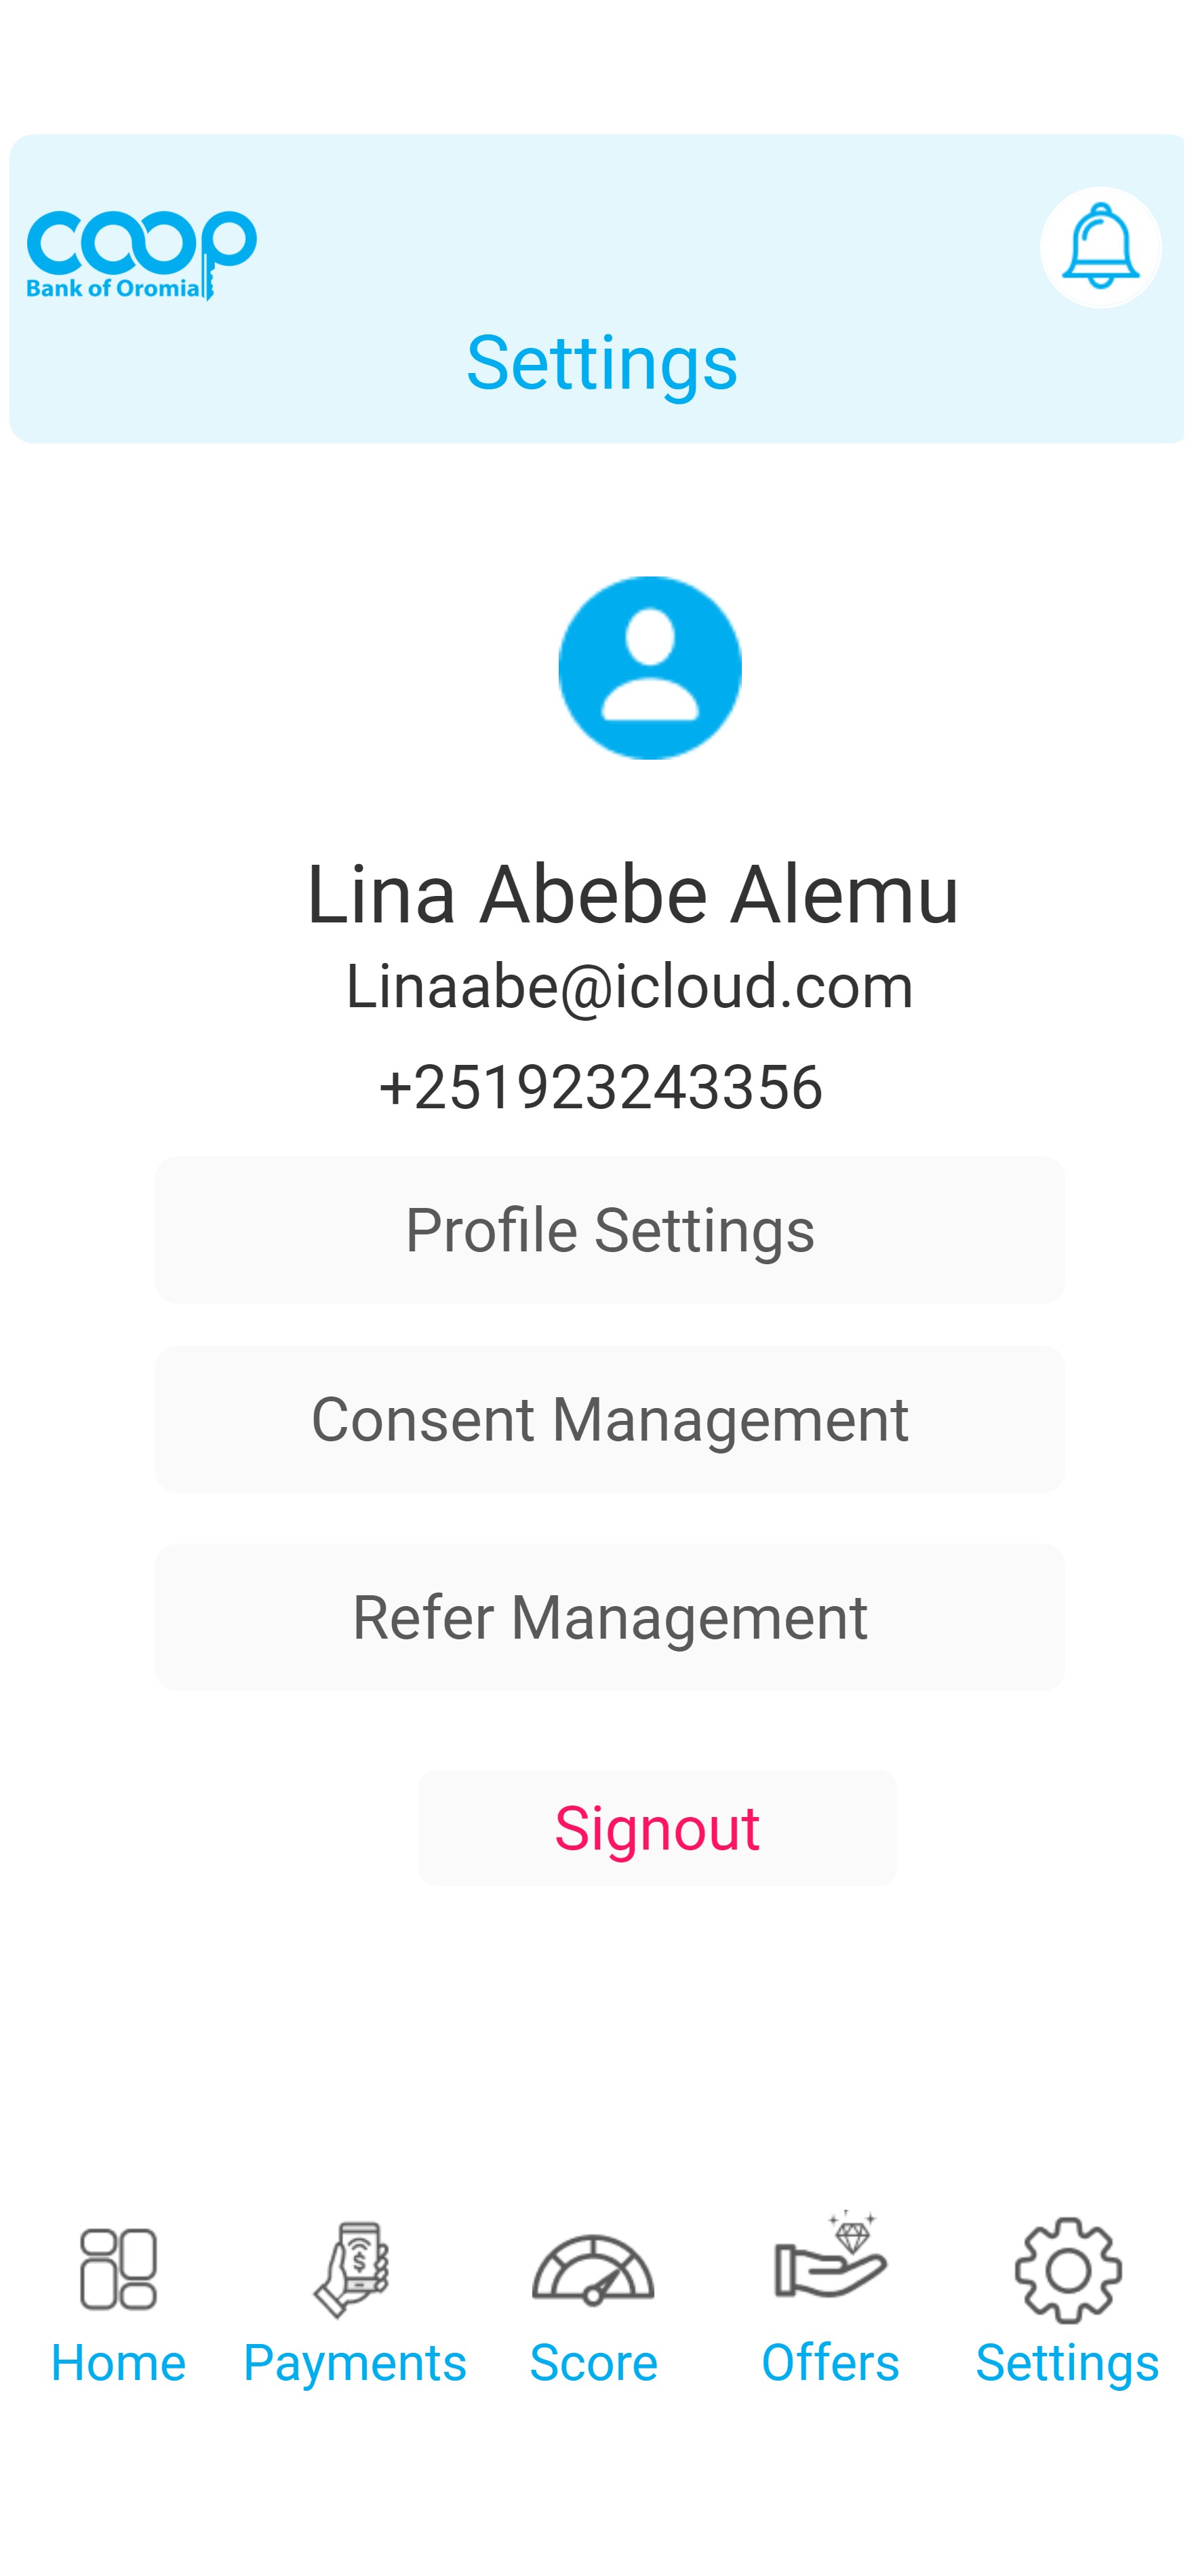 coop
Bank of Oromia
Settings
Lina Abebe Alemu
Linaabe@icloud.com
+251923243356
Profile Settings
Consent Management
Refer Management
Signout
$
Home
Payments
Score
Offers
Settings